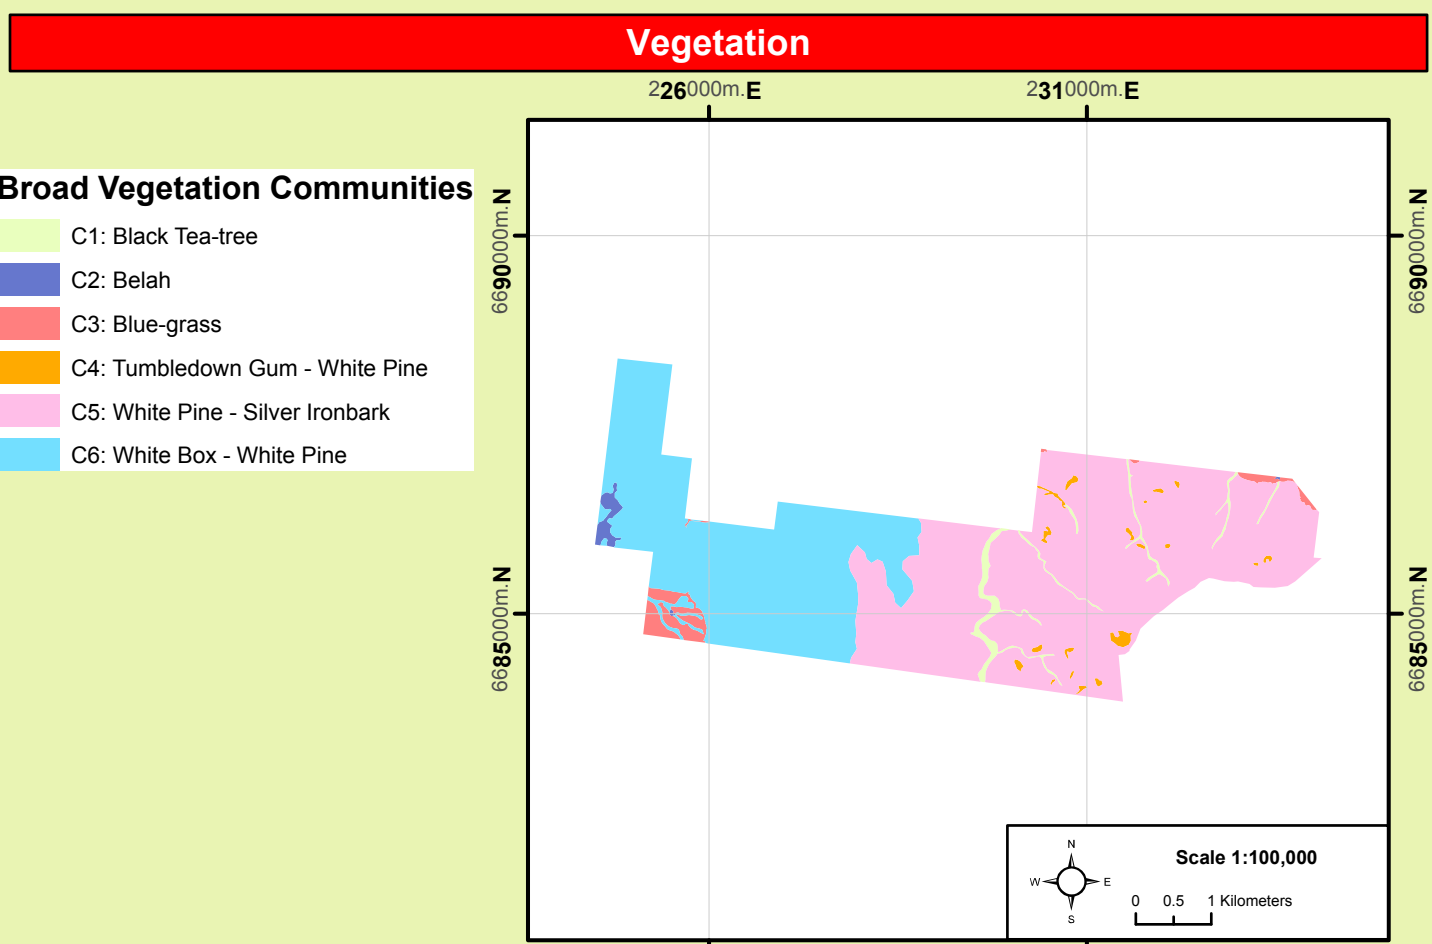 Vegetation
226000m.E
231000m.E
Broad Vegetation Communities
C1: Black Tea-tree
C2: Belah
C3: Blue-grass
C4: Tumbledown Gum - White Pine
C5: White Pine - Silver Ironbark
C6: White Box - White Pine
6690000m.N
6690000m.N
6685000m.N
6685000m.N
N
W
E
S
Scale 1:100,000
0 0.5 1 Kilometers